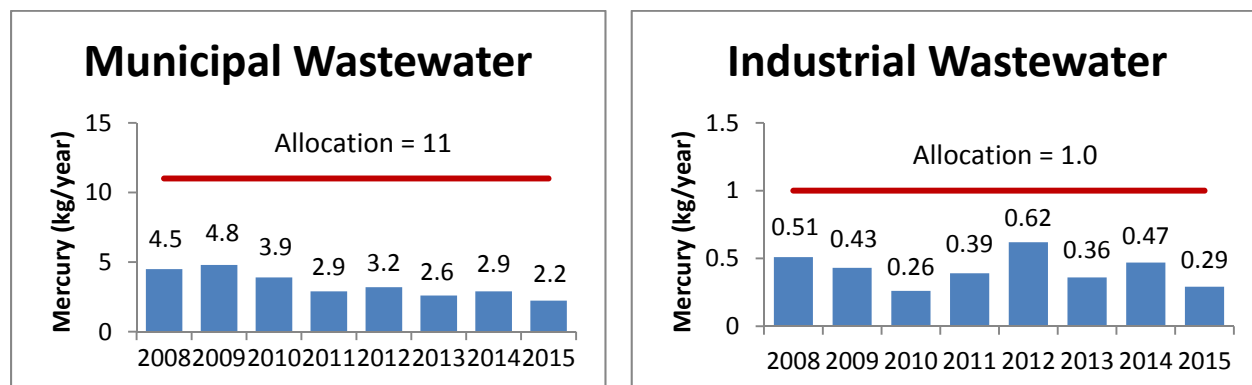 Municipal Wastewater
Mercury (kg/year)
15
10
5
0
Allocation = 11
4.5 4.8 3.9 2.9 3.2 2.6 2.9 2.2
2008 2009 2010 2011 2012 2013 2014 2015
Industrial Wastewater
Mercury (kg/year)
1.5
1
0.5
0
Allocation = 1.0
0.51 0.43 0.26 0.39 0.62 0.36 0.47 0.29
2008 2009 2010 2011 2012 2013 2014 2015